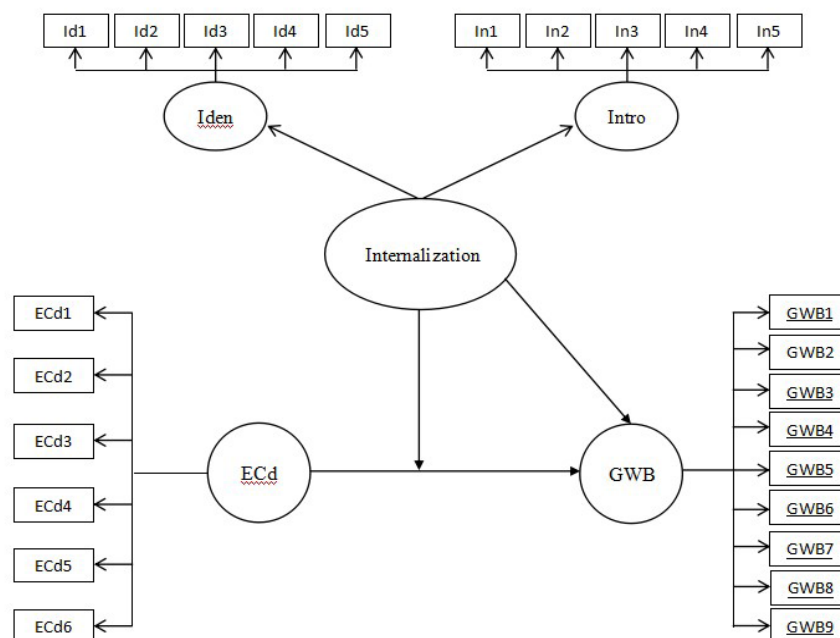 Id1
Id2
Id3
Id4
Id5
In1
In2
In3
In4
In5
Iden
Intro
Internalization
ECd1
ECd2
ECd3
ECd4
ECd5
ECd6
ECd
GWB
GWB1
GWB2
GWB3
GWB4
GWB5
GWB6
GWB7
GWB8
GWB9